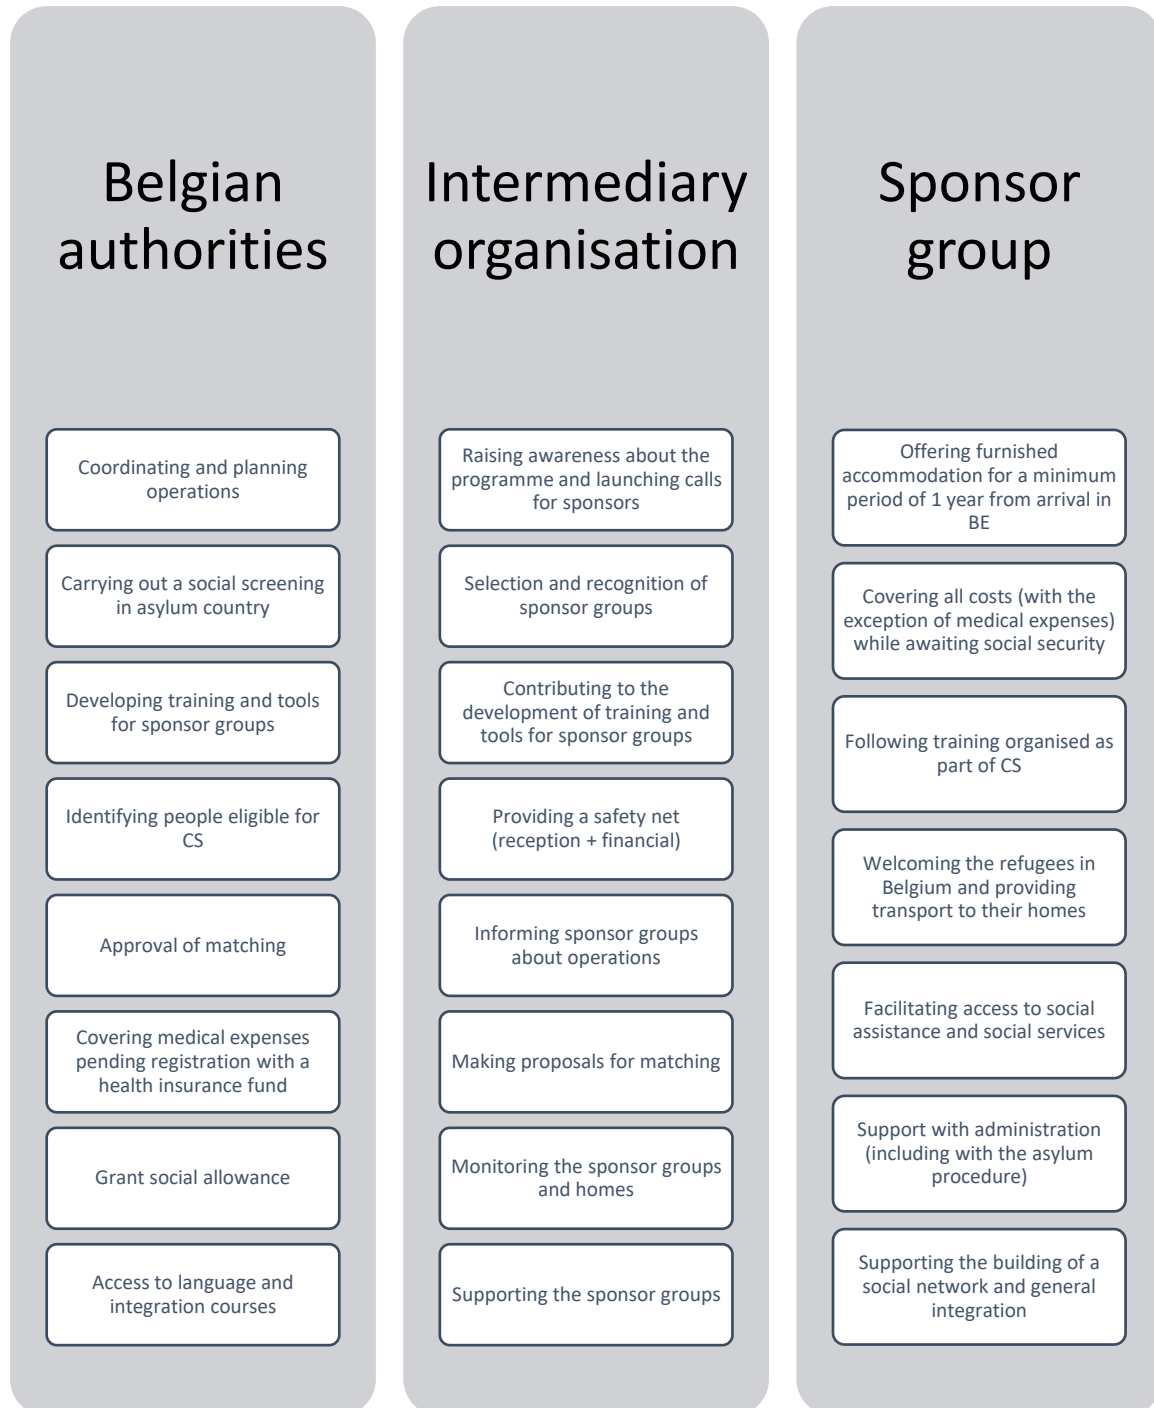 Belgian
authorities
Coordinating and planning
operations
Carrying out a social screening
in asylum country
Developing training and tools
for sponsor groups
Identifying people eligible for
CS
Approval of matching
Covering medical expenses
pending registration with a
health insurance fund
Grant social allowance
Access to language and
integration courses
Intermediary
organisation
Raising awareness about the
programme and launching calls
for sponsors
Selection and recognition of
sponsor groups
Contributing to the
development of training and
tools for sponsor groups
Providing a safety net
(reception + financial)
Informing sponsor groups
about operations
Making proposals for matching
Monitoring the sponsor groups
and homes
Supporting the sponsor groups
Sponsor
group
Offering furnished
accommodation for a minimum
period of 1 year from arrival in
BE
Covering all costs (with the
exception of medical expenses)
while awaiting social security
Following training organised as
part of CS
Welcoming the refugees in
Belgium and providing
transport to their homes
Facilitating access to social
assistance and social services
Support with administration
(including with the asylum
procedure)
Supporting the building of a
social network and general
integration